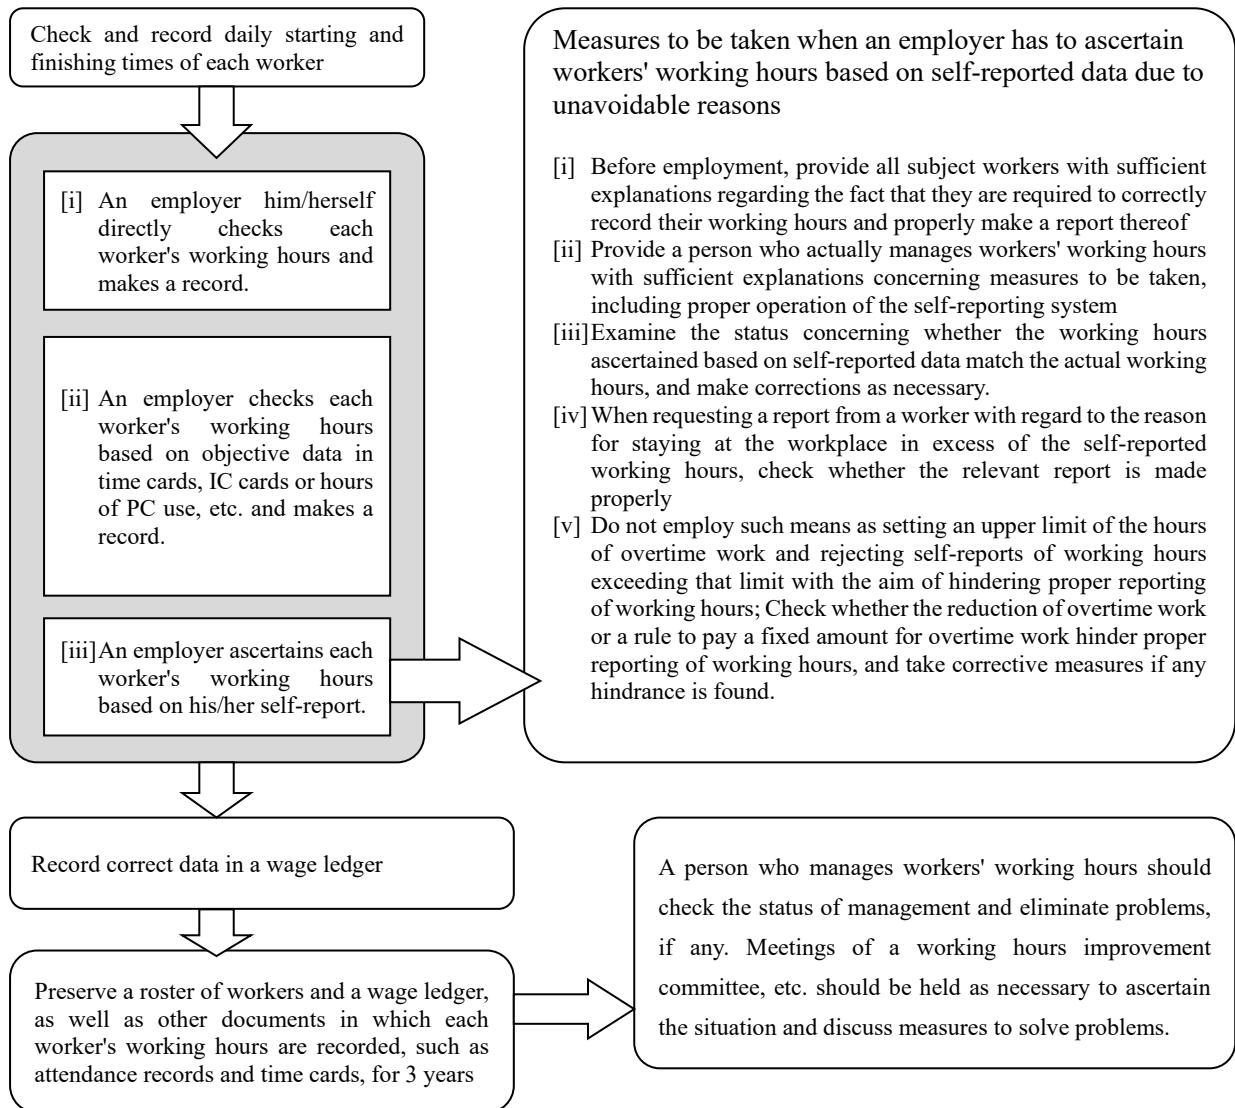 Check and record daily starting and
finishing times of each worker
[i] An employer him/herself
directly checks each
worker's working hours and
makes a record.
[ii] An employer checks each
worker's working hours
based on objective data in
time cards, IC cards or hours
of PC use, etc. and makes a
record.
[iii] An employer ascertains each
worker's working hours
based on his/her self-report.
Measures to be taken when an employer has to ascertain
workers' working hours based on self-reported data due to
unavoidable reasons
[i] Before employment, provide all subject workers with sufficient
explanations regarding the fact that they are required to correctly
record their working hours and properly make a report thereof
[ii] Provide a person who actually manages workers' working hours
with sufficient explanations concerning measures to be taken,
including proper operation of the self-reporting system
[iii] Examine the status concerning whether the working hours
ascertained based on self-reported data match the actual working
hours, and make corrections as necessary.
[iv] When requesting a report from a worker with regard to the reason
for staying at the workplace in excess of the self-reported
working hours, check whether the relevant report is made
properly
[v] Do not employ such means as setting an upper limit of the hours
of overtime work and rejecting self-reports of working hours
exceeding that limit with the aim of hindering proper reporting
of working hours; Check whether the reduction of overtime work
or a rule to pay a fixed amount for overtime work hinder proper
reporting of working hours, and take corrective measures if any
hindrance is found.
Record correct data in a wage ledger
Preserve a roster of workers and a wage ledger,
as well as other documents in which each
worker's working hours are recorded, such as
attendance records and time cards, for 3 years
A person who manages workers' working hours should
check the status of management and eliminate problems,
if any. Meetings of a working hours improvement
committee, etc. should be held as necessary to ascertain
the situation and discuss measures to solve problems.